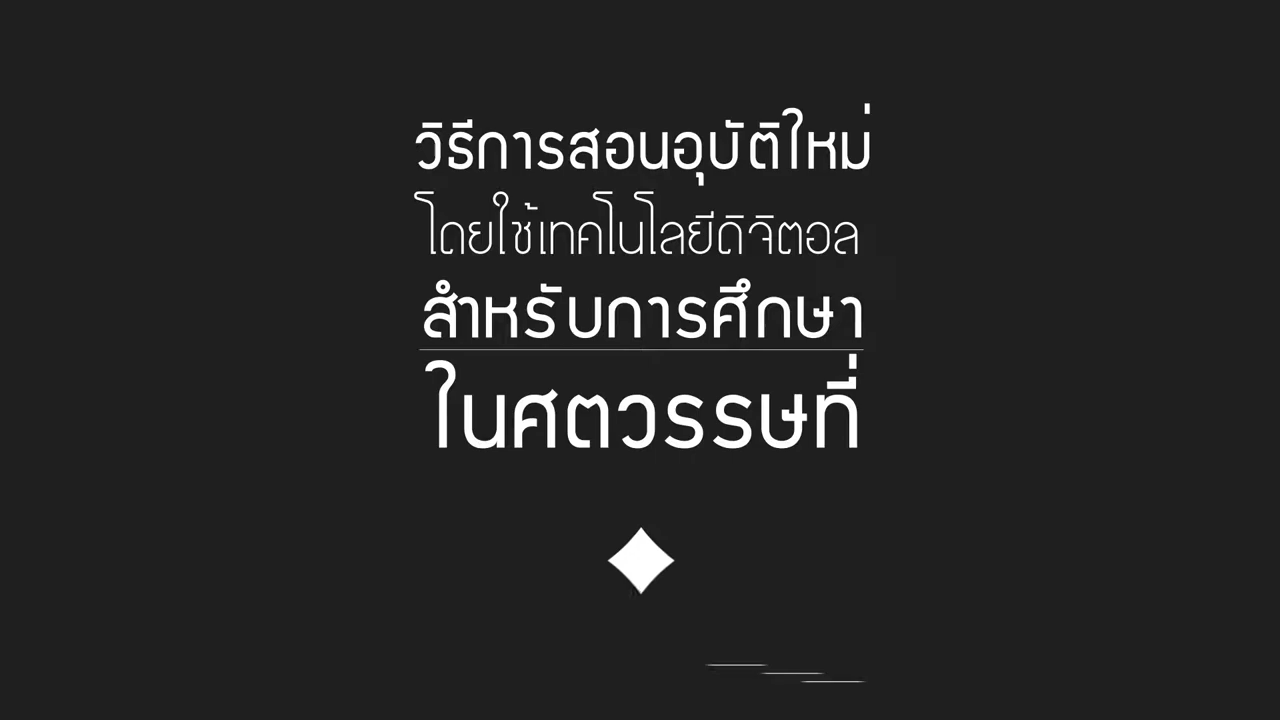 วิธีการสอนอุบัติใหม่
โดยใช้เทคโนโลยีดิจิตอล
สำหรับการศึกษา
ในศตวรรษที่